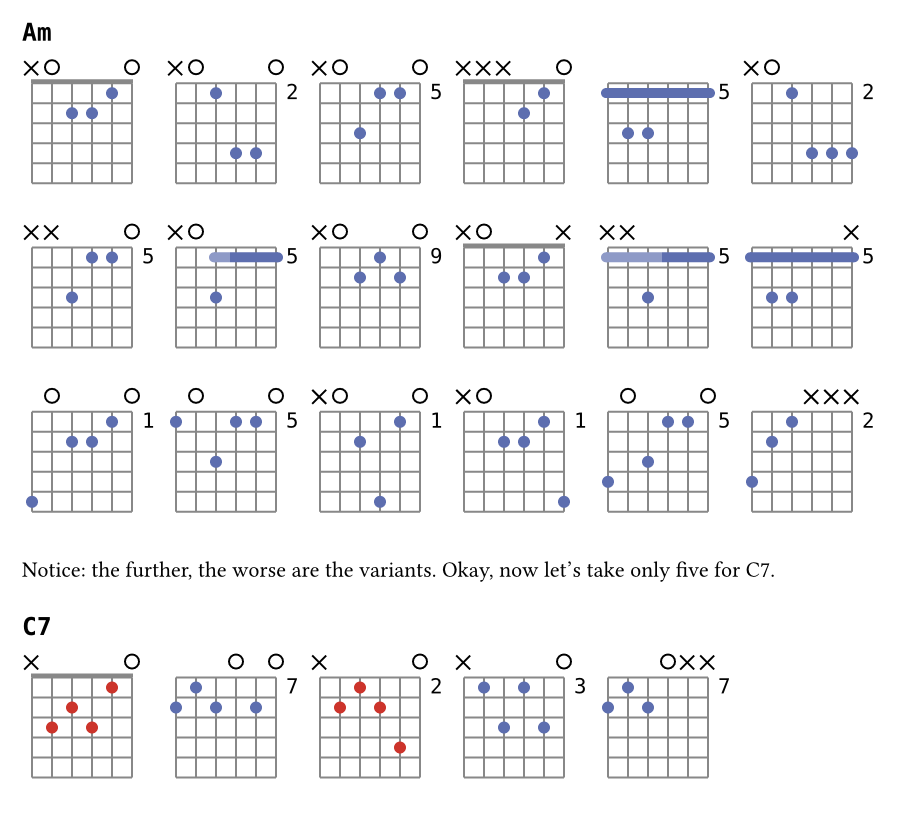 Am
2 5 5 2
5 5 9 5 5
1 5 1 1 5 2
Notice: the further, the worse are the variants. Okay, now let’s take only five for C7.
C7
7 2 3 7